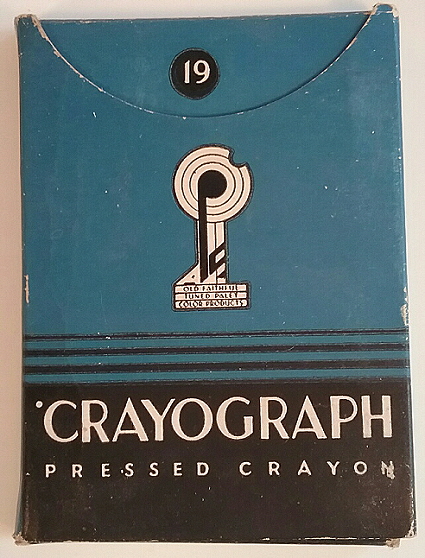 19
OLD FAITHFUL
TUNED PALET
COLOR PRODUCTS
CRAYOGRAPH
PRESSED CRAYON